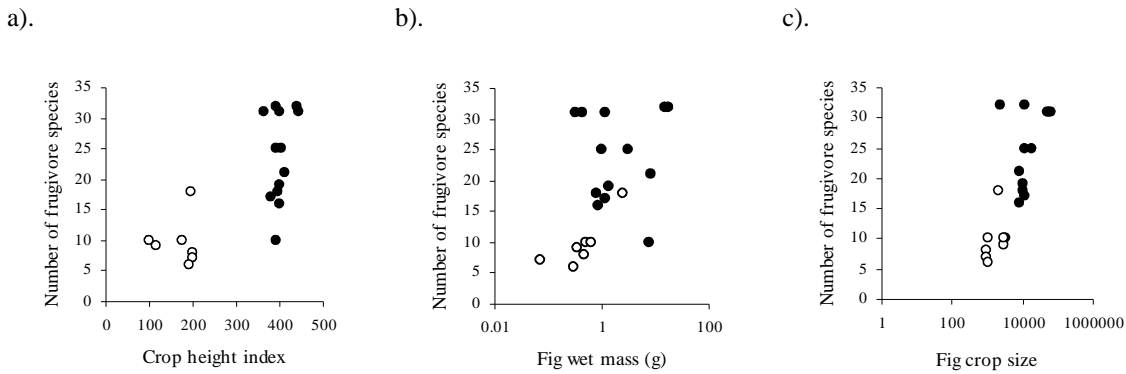 a).
b).
c).
Number of frugivore species
35
30
25
20
15
10
5
0
0 100 200 300 400 500
Crop height index
Number of frugivore species
35
30
25
20
15
10
5
0
0.01 1 100
Fig wet mass (g)
Number of frugivore species
35
30
25
20
15
10
5
0
1 100 10000 1000000
Fig crop size